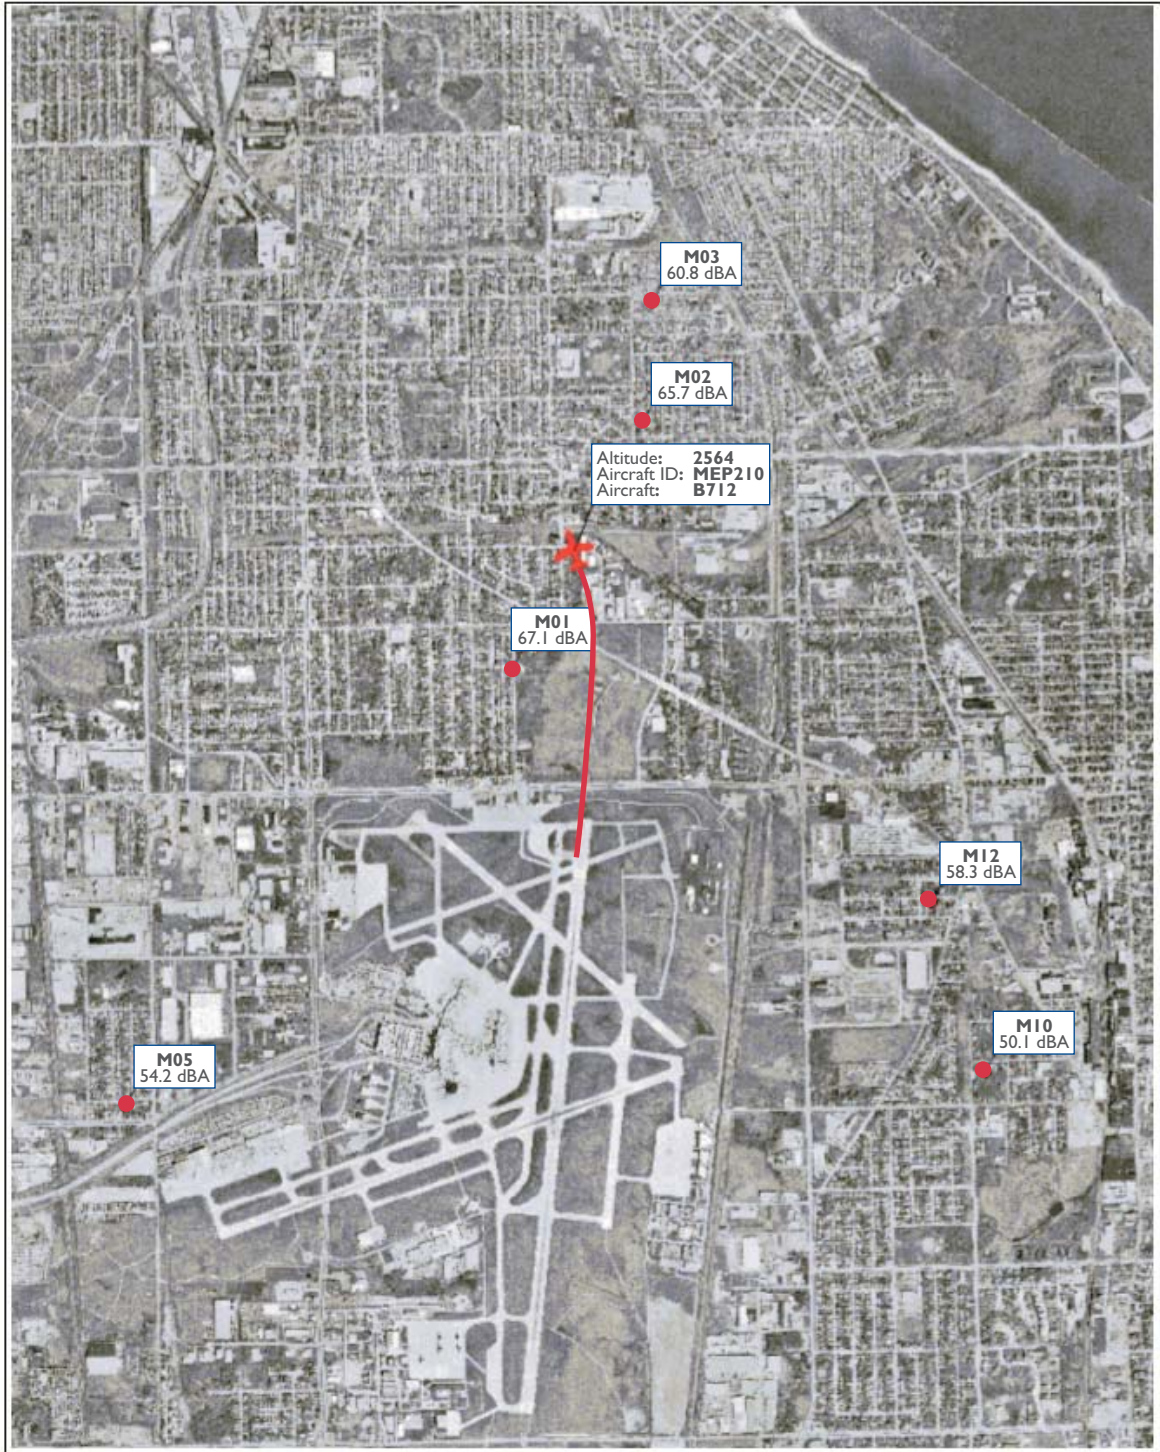 M03
60.8 dBA
M02
65.7 dBA
Altitude: 2564
Aircraft ID: MEP210
Aircraft: B712
M01
67.1 dBA
M12
58.3 dBA
M10
50.1 dBA
M05
54.2 dBA